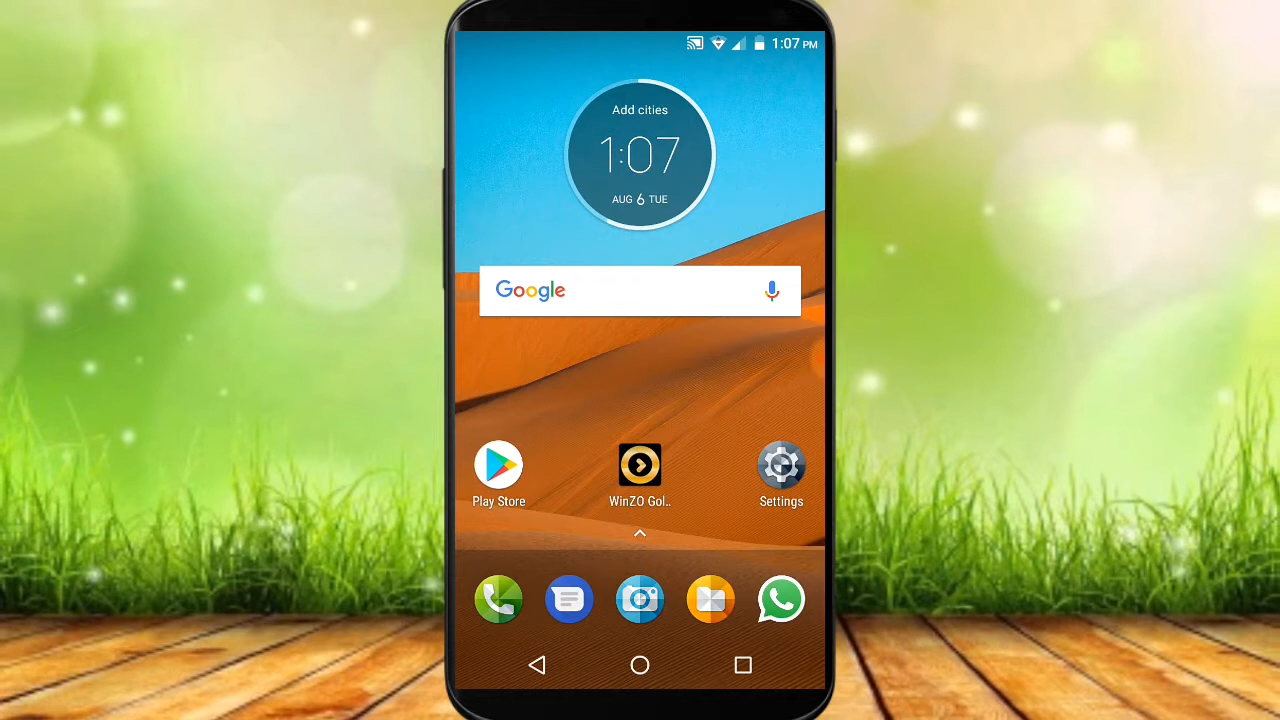 1:07 PM
Add cities
1:07
AUG 6 TUE
Google
Play Store
WinZO Gol..
Settings